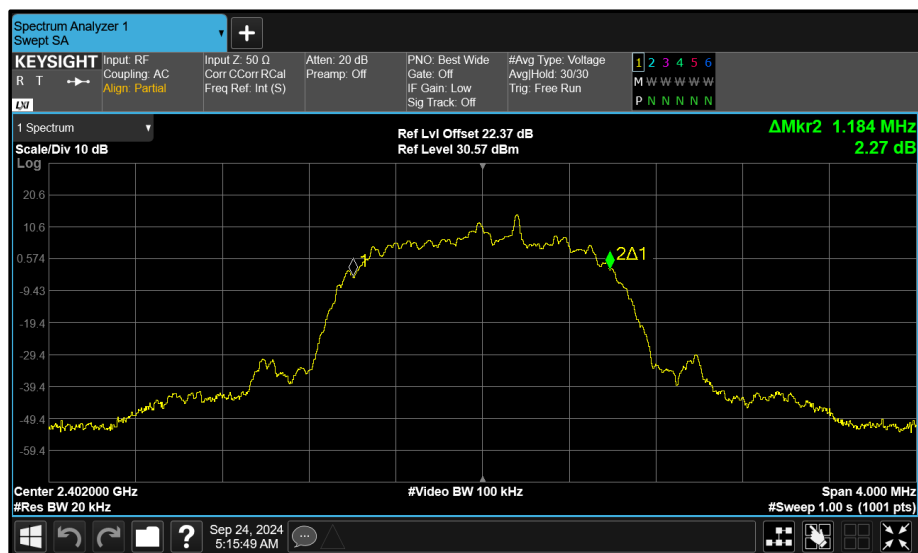 Spectrum Analyzer 1
Swept SA
+
KEYSIGHT
R T
LXI
Input: RF
Coupling: AC
Align: Partial
Input Z: 50 Ω
Corr CCorr RCal
Freq Ref: Int (S)
Atten: 20 dB
Preamp: Off
PNO: Best Wide
Gate: Off
IF Gain: Low
Sig Track: Off
#Avg Type: Voltage
Avg|Hold: 30/30
Trig: Free Run
1 2 3 4 5 6
M W W W W W
P N N N N N
1 Spectrum
Scale/Div 10 dB
Ref Lvl Offset 22.37 dB
Ref Level 30.57 dBm
ΔMkr2 1.184 MHz
2.27 dB
Log
20.6
10.6
0.574
-9.43
-19.4
-29.4
-39.4
-49.4
-59.4
1
2Δ1
Center 2.402000 GHz
#Res BW 20 kHz
#Video BW 100 kHz
Span 4.000 MHz
#Sweep 1.00 s (1001 pts)
?
Sep 24, 2024
5:15:49 AM